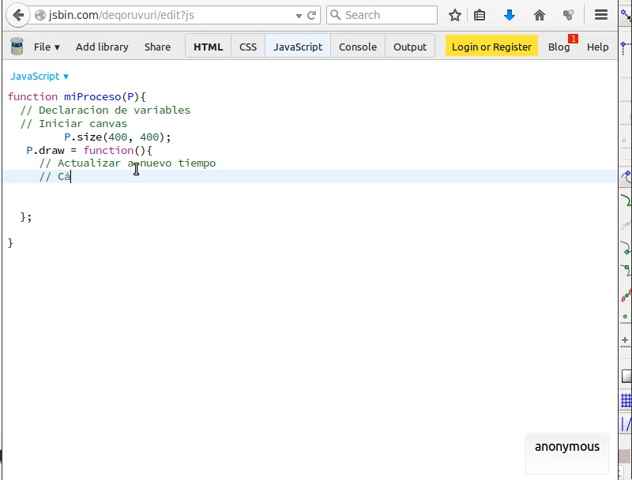 jsbin.com/deqoruvuri/edit?js
Search
File Add library Share HTML CSS JavaScript Console Output Login or Register Blog 1 Help
JavaScript
function miProceso(P){
// Declaracion de variables
// Iniciar canvas
P.size(400, 400);
P.draw = function(){
// Actualizar a nuevo tiempo
// Cá
};
}
anonymous